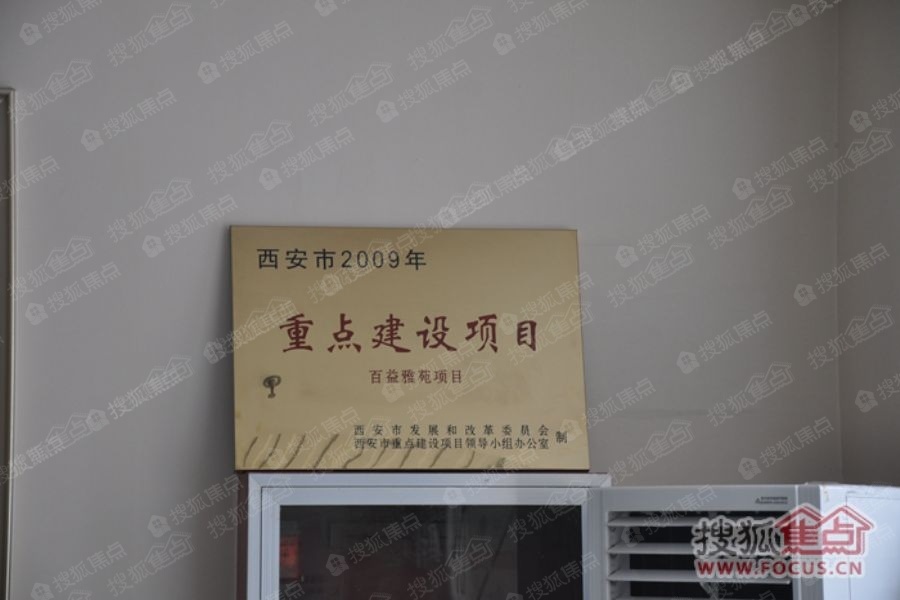 西安市2009年
重点建设项目
百益雅苑项目
西安市发展和改革委员会
西安市重点建设项目领导小组办公室
制
搜狐焦点
WWW.FOCUS.CN